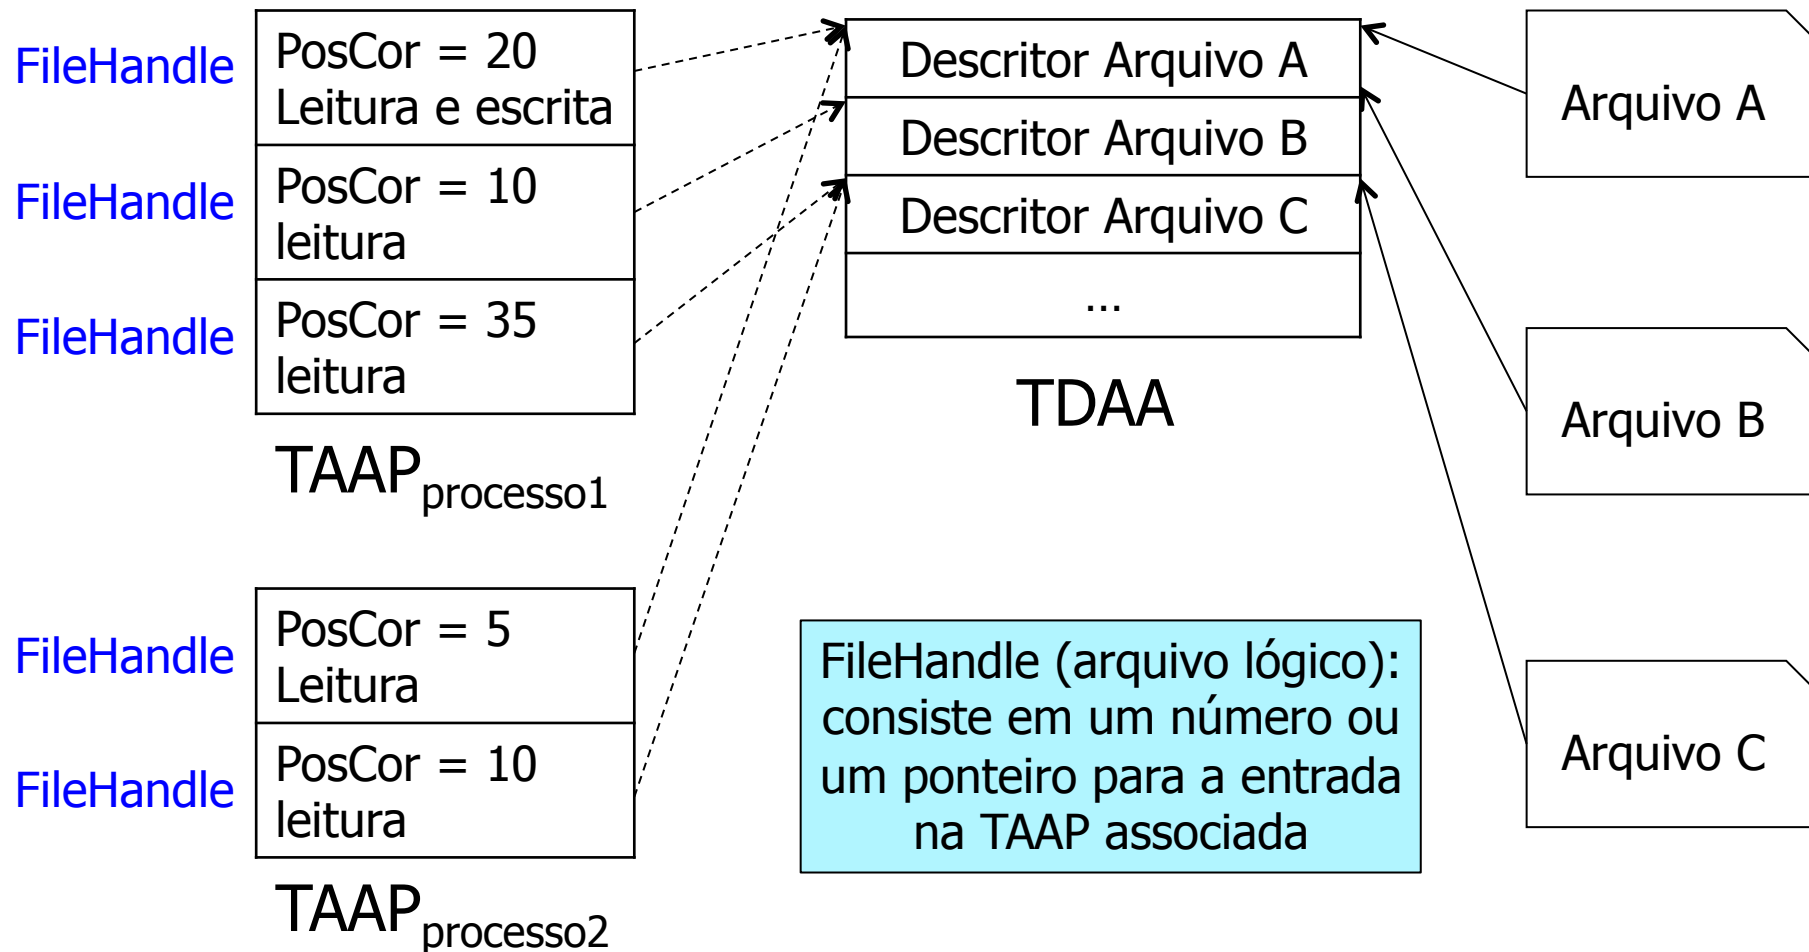 FileHandle
PosCor = 20
Leitura e escrita
FileHandle
PosCor = 10
leitura
FileHandle
PosCor = 35
leitura
TAAPprocesso1
FileHandle
PosCor = 5
Leitura
FileHandle
PosCor = 10
leitura
TAAPprocesso2
Descritor Arquivo A
Descritor Arquivo B
Descritor Arquivo C
...
TDAA
FileHandle (arquivo lógico):
consiste em um número ou
um ponteiro para a entrada
na TAAP associada
Arquivo A
Arquivo B
Arquivo C